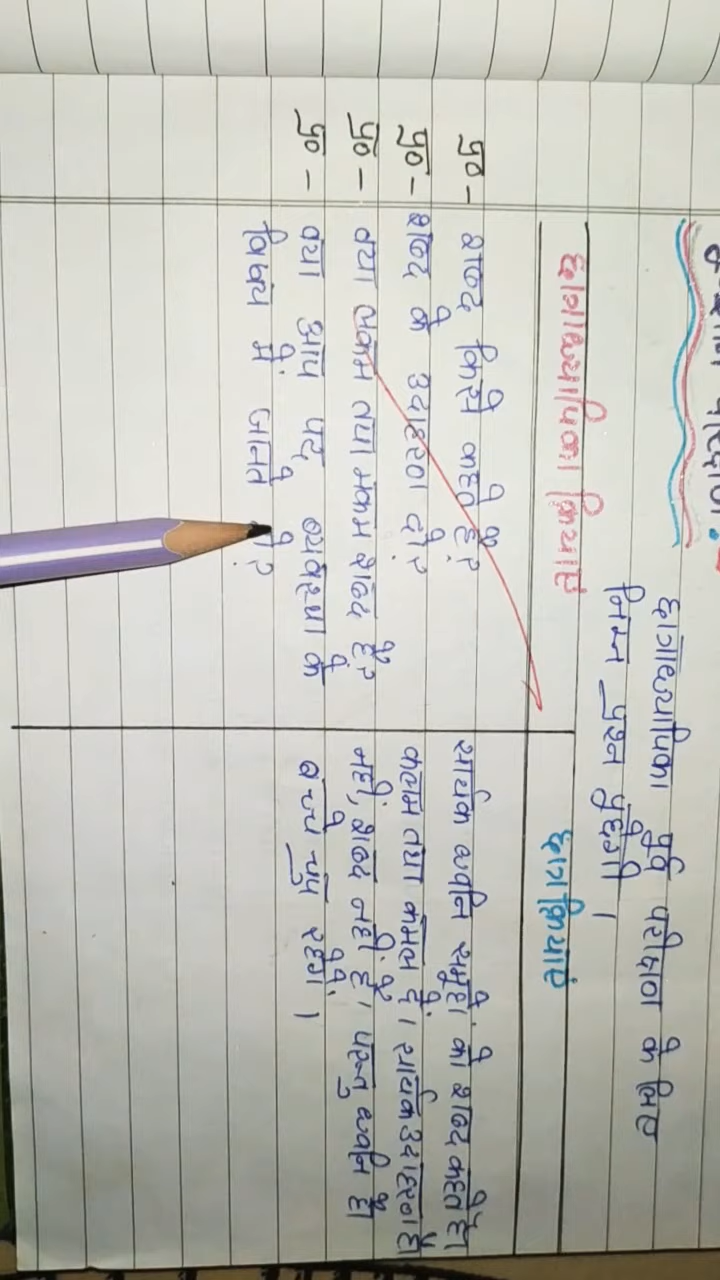 छात्राध्यापिका पूर्व परीक्षण के लिए
निम्न प्रश्न पुछेगी।
छात्राध्यापिका क्रियाएं
छात्र क्रियाएं
प्र० - शब्द किसे कहते है?
सार्थक ध्वनि समुहों को शब्द कहते है।
प्र० - शब्द के उदाहरण दो?
कलम तथा कमल दें। सार्थक उदाहरण है।
प्र० - क्या लकम तथा मकल शब्द है?
नहीं, शब्द नहीं है। परन्तु ध्वनि है।
प्र० - क्या आप पद व्यवस्था के
बच्चे चुप रहेगें।
विषय में जानते हो?